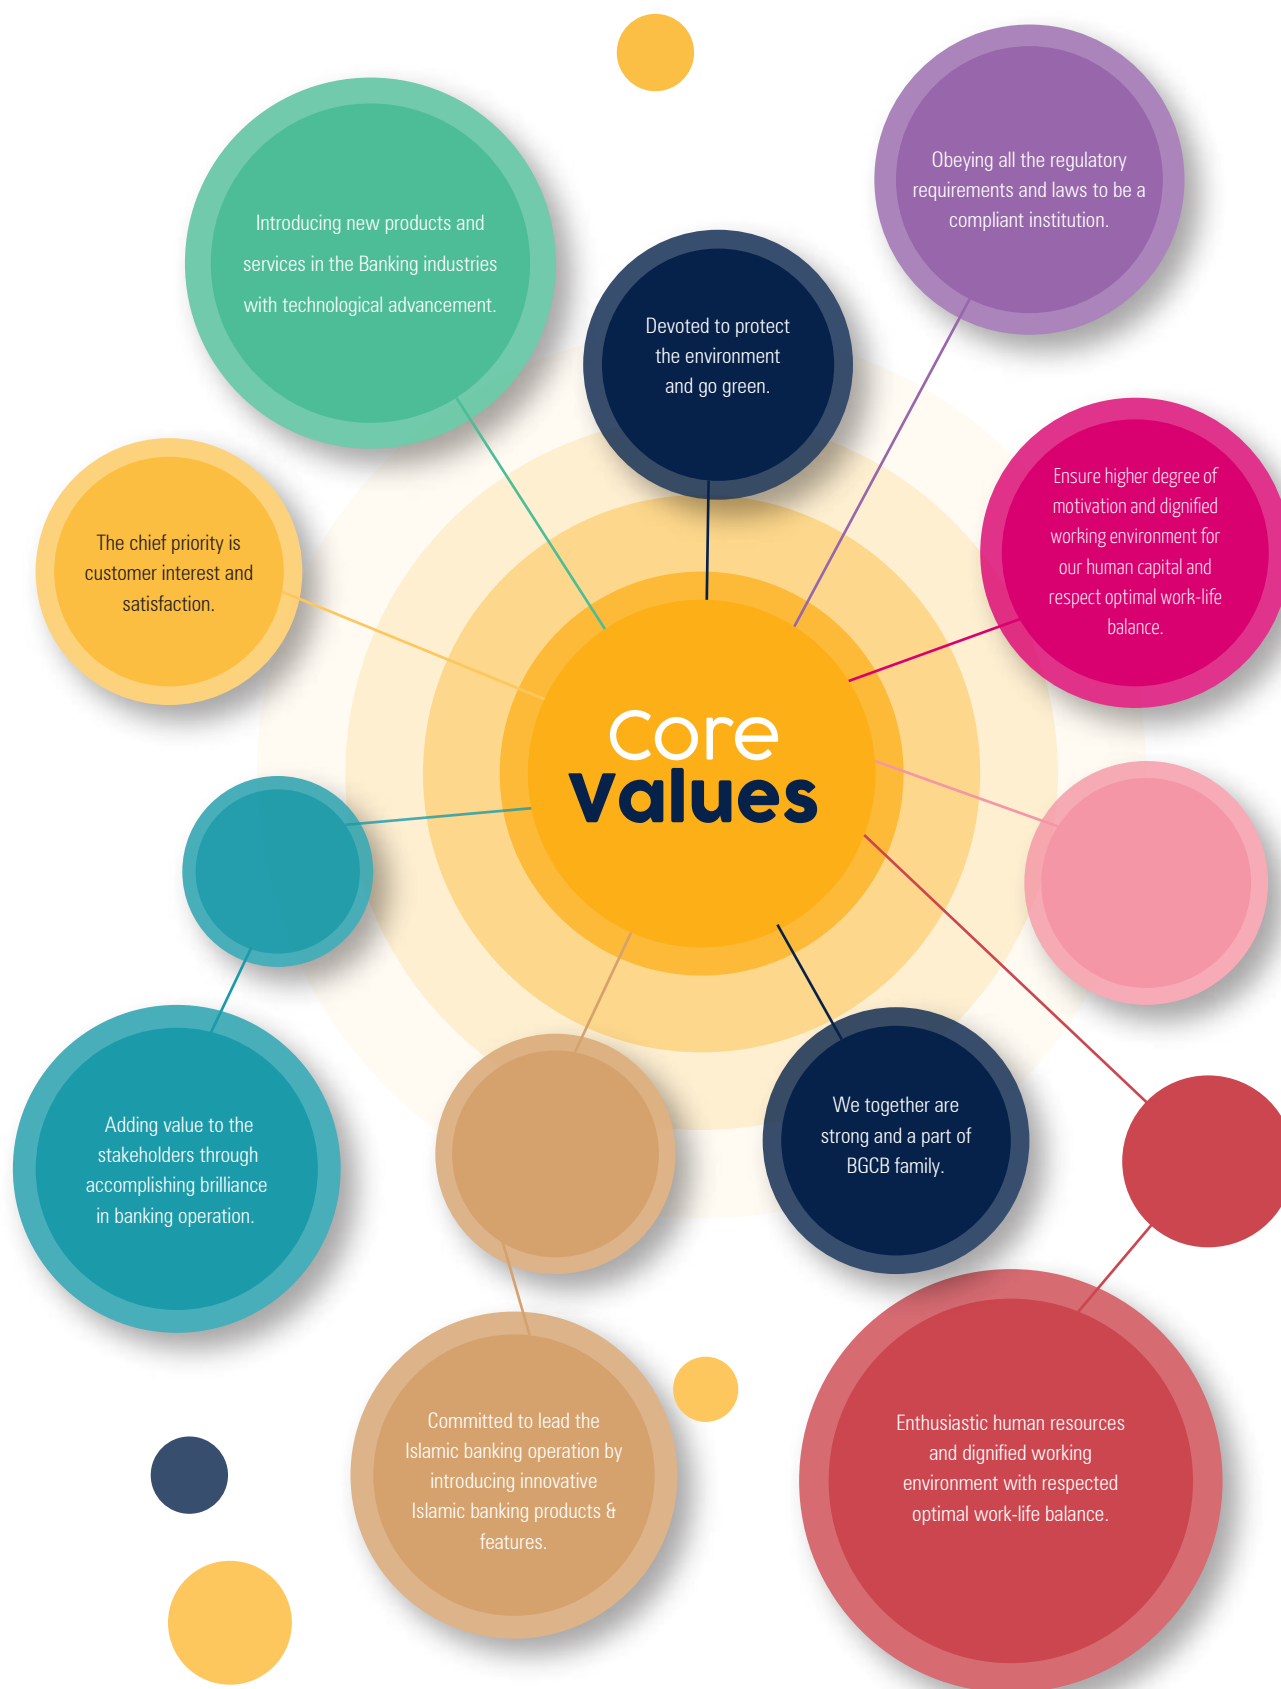 Obeying all the regulatory
requirements and laws to be a
compliant institution.
Introducing new products and
services in the Banking industries
with technological advancement.
Devoted to protect
the environment
and go green.
Ensure higher degree of
motivation and dignified
working environment for
our human capital and
respect optimal work-life
balance.
The chief priority is
customer interest and
satisfaction.
Core
Values
We together are
strong and a part of
BGCB family.
Adding value to the
stakeholders through
accomplishing brilliance
in banking operation.
Committed to lead the
Islamic banking operation by
introducing innovative
Islamic banking products &
features.
Enthusiastic human resources
and dignified working
environment with respected
optimal work-life balance.